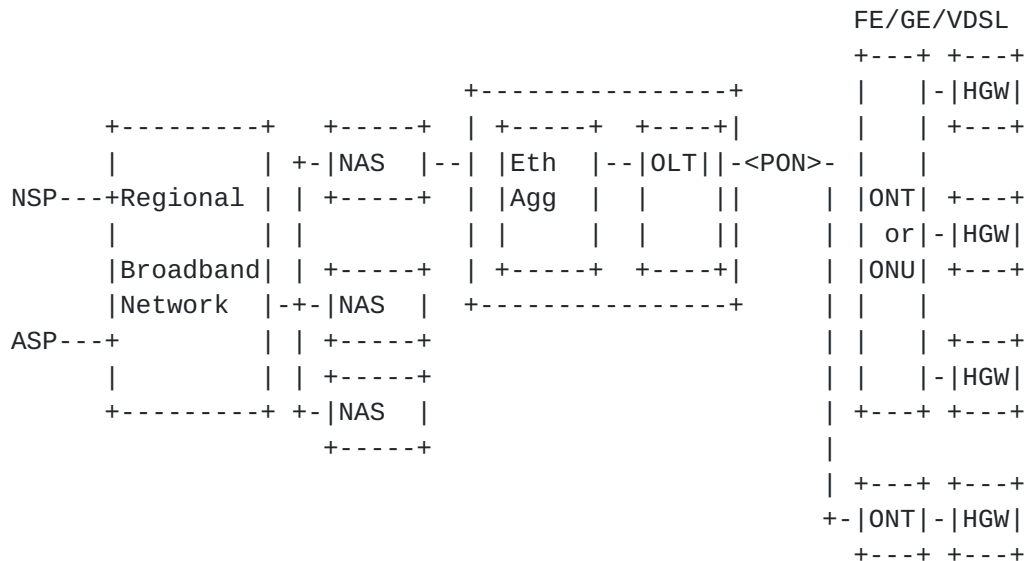 FE/GE/VDSL
                                               +---+ +---+
                         +----------------+    |   |-|HGW|
     +---------+   +-----+  | +-----+  +----+|      |   | +---+
     |         | +-|NAS  |--| |Eth  |--|OLT||-<PON>- |   |
NSP---+Regional | | +-----+  | |Agg  |  |    ||     | |ONT| +---+
     |         | |          | |     |  |    ||     | | or|-|HGW|
     |Broadband| | +-----+  | +-----+  +----+|     | |ONU| +---+
     |Network  |-+-|NAS  |  +----------------+     | |   |
ASP---+         | | +-----+                         | |   | +---+
     |         | | +-----+                         | |   |-|HGW|
     +---------+ +-|NAS  |                         | +---+ +---+
                   +-----+                         |
                                                   | +---+ +---+
                                                   +-|ONT|-|HGW|
                                                     +---+ +---+